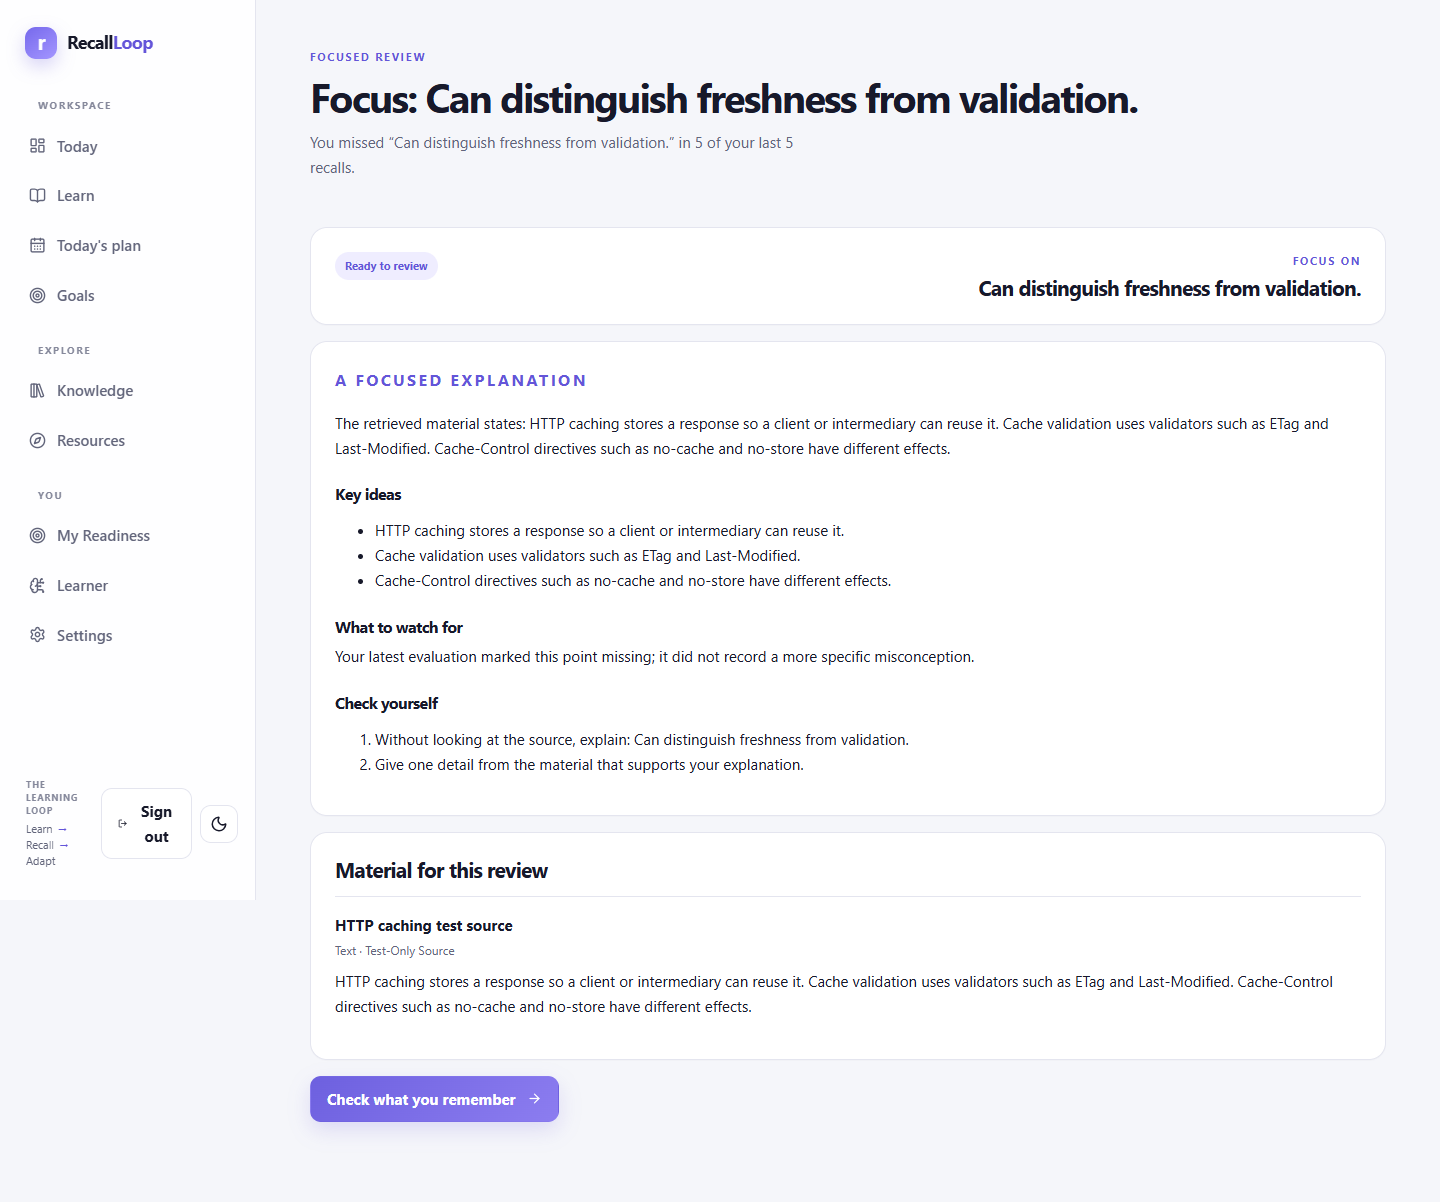 r RecallLoop
WORKSPACE
Today
Learn
Today's plan
Goals
EXPLORE
Knowledge
Resources
YOU
My Readiness
Learner
Settings
THE
LEARNING
LOOP
Learn →
Recall →
Adapt
Sign
out
FOCUSED REVIEW
Focus: Can distinguish freshness from validation.
You missed “Can distinguish freshness from validation.” in 5 of your last 5
recalls.
Ready to review
FOCUS ON
Can distinguish freshness from validation.
A FOCUSED EXPLANATION
The retrieved material states: HTTP caching stores a response so a client or intermediary can reuse it. Cache validation uses validators such as ETag and
Last-Modified. Cache-Control directives such as no-cache and no-store have different effects.
Key ideas
• HTTP caching stores a response so a client or intermediary can reuse it.
• Cache validation uses validators such as ETag and Last-Modified.
• Cache-Control directives such as no-cache and no-store have different effects.
What to watch for
Your latest evaluation marked this point missing; it did not record a more specific misconception.
Check yourself
1. Without looking at the source, explain: Can distinguish freshness from validation.
2. Give one detail from the material that supports your explanation.
Material for this review
HTTP caching test source
Text · Test-Only Source
HTTP caching stores a response so a client or intermediary can reuse it. Cache validation uses validators such as ETag and Last-Modified. Cache-Control
directives such as no-cache and no-store have different effects.
Check what you remember →